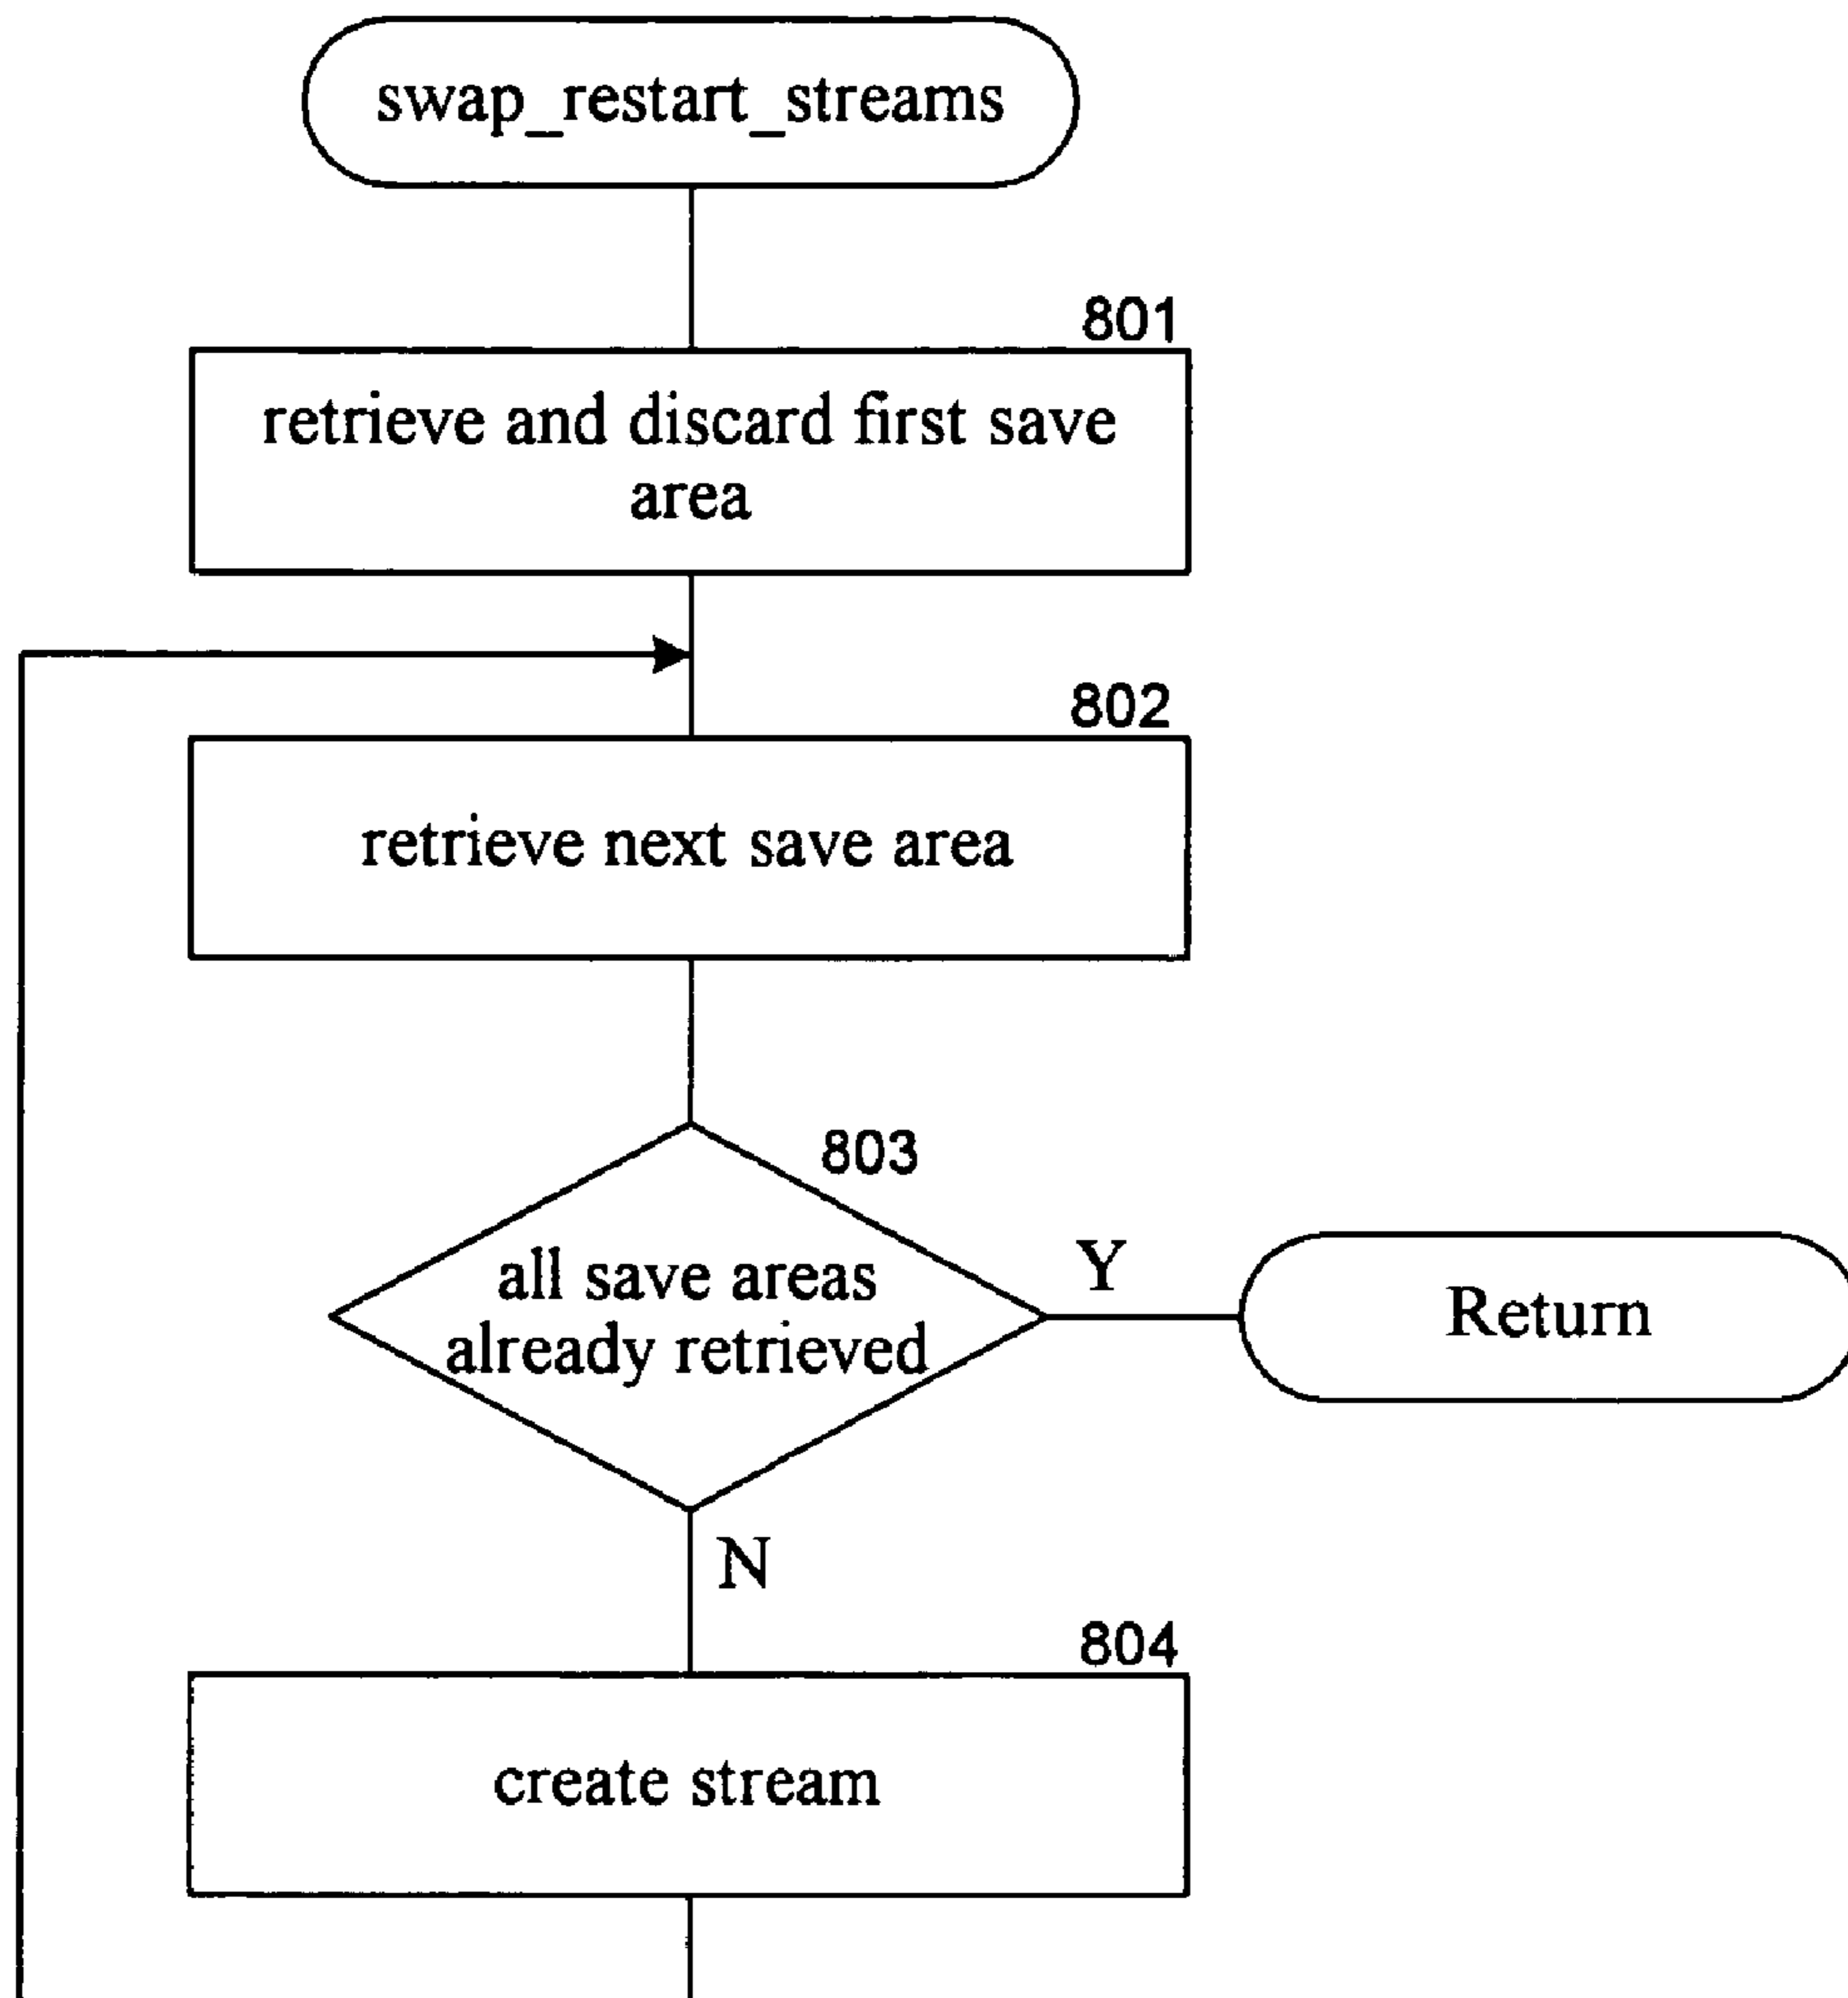 swap_restart_streams
801
retrieve and discard first save
area
802
retrieve next save area
803
all save areas
already retrieved
Y
Return
N
804
create stream